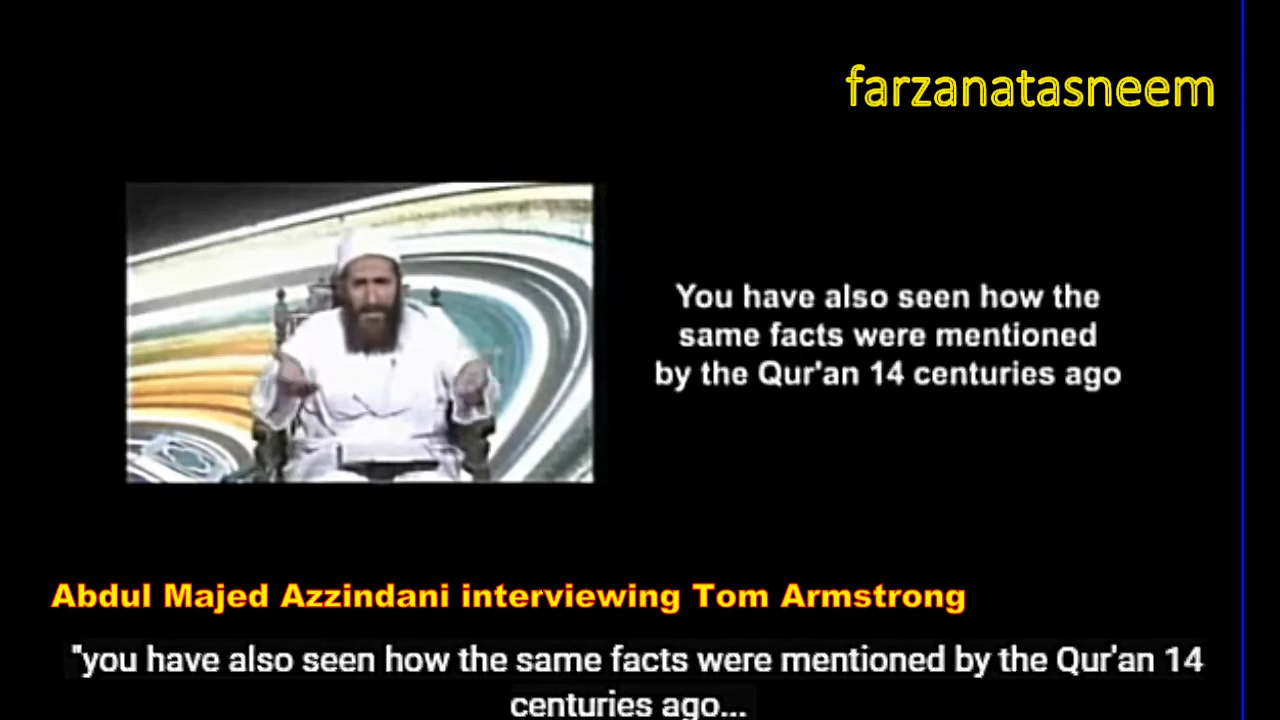 farzanatasneem
You have also seen how the
same facts were mentioned
by the Qur'an 14 centuries ago
Abdul Majed Azzindani interviewing Tom Armstrong
"you have also seen how the same facts were mentioned by the Qur'an 14
centuries ago...